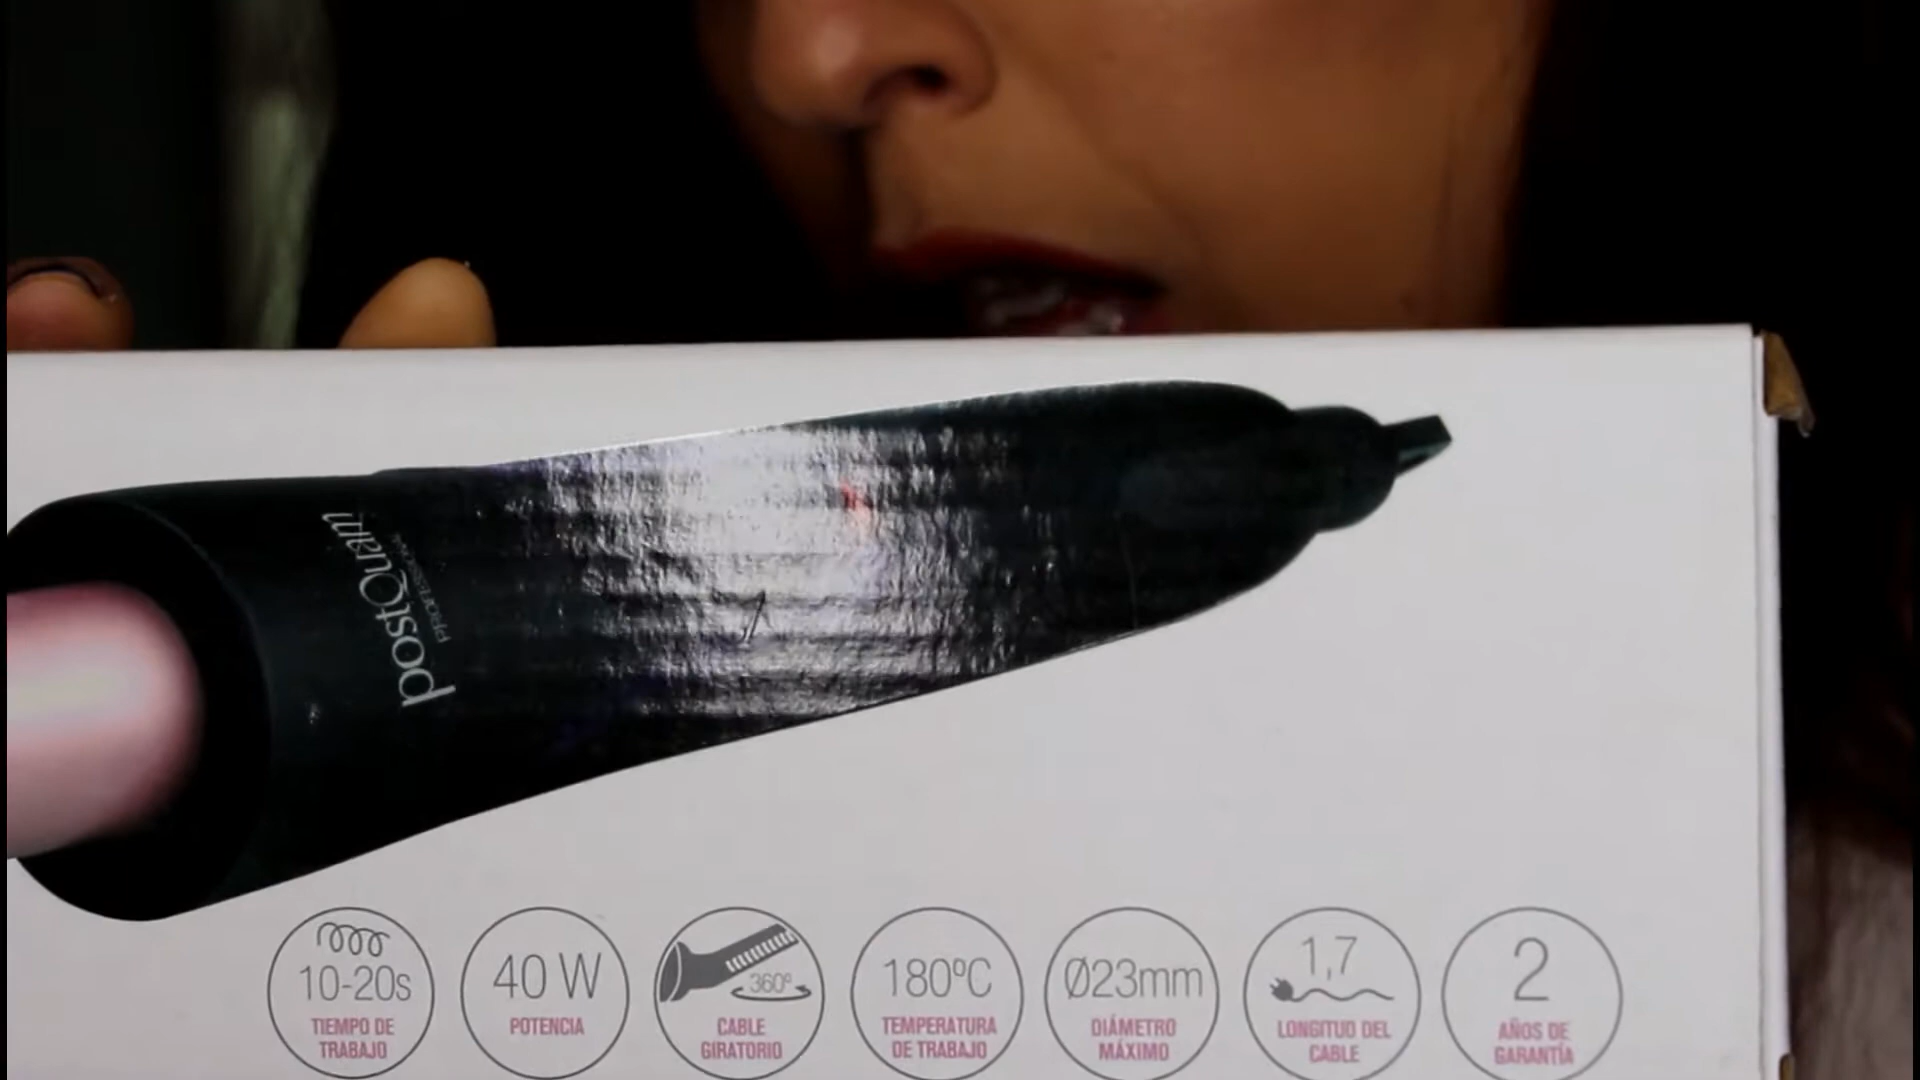 postQuam
PROFESSIONAL
10-20s
TIEMPO DE
TRABAJO
40 W
POTENCIA
360º
CABLE
GIRATORIO
180ºC
TEMPERATURA
DE TRABAJO
Ø23mm
DIÁMETRO
MÁXIMO
1,7
LONGITUD DEL
CABLE
2
AÑOS DE
GARANTÍA